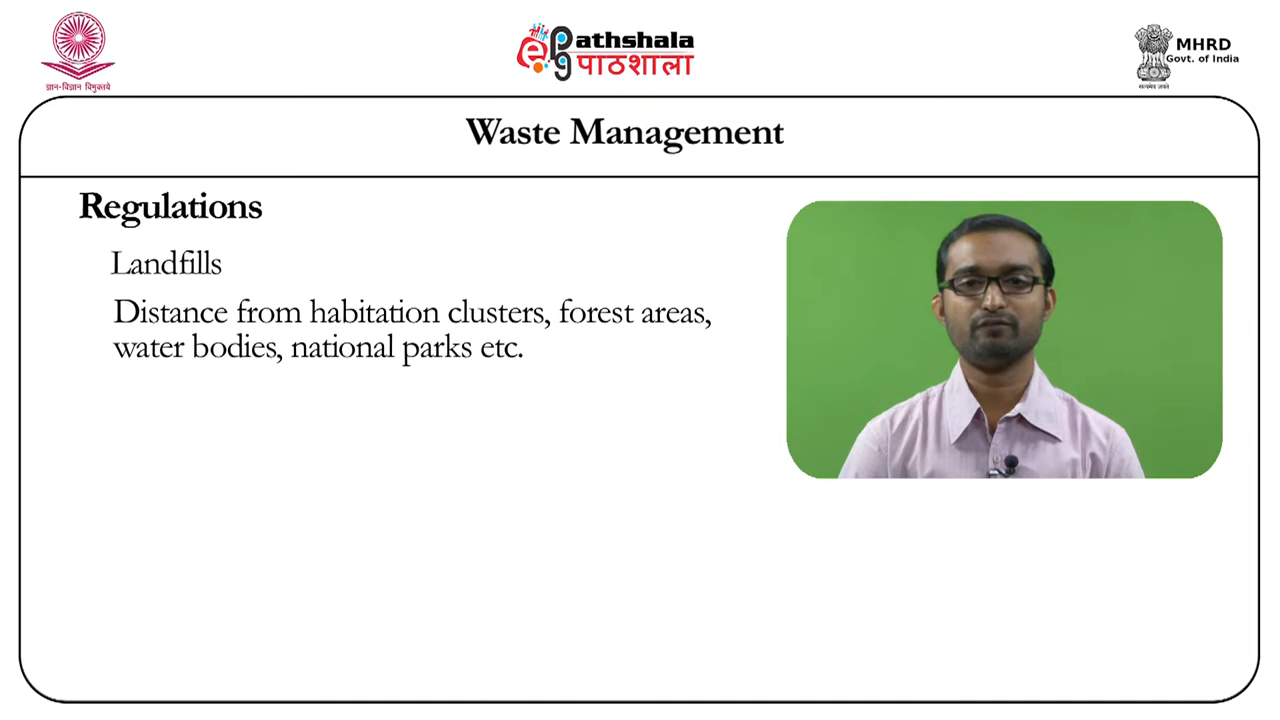 ज्ञान-विज्ञान विमुक्तये
epg Pathshala
पाठशाला
MHRD
Govt. of India
सत्यमेव जयते
Waste Management
Regulations
Landfills
Distance from habitation clusters, forest areas,
water bodies, national parks etc.